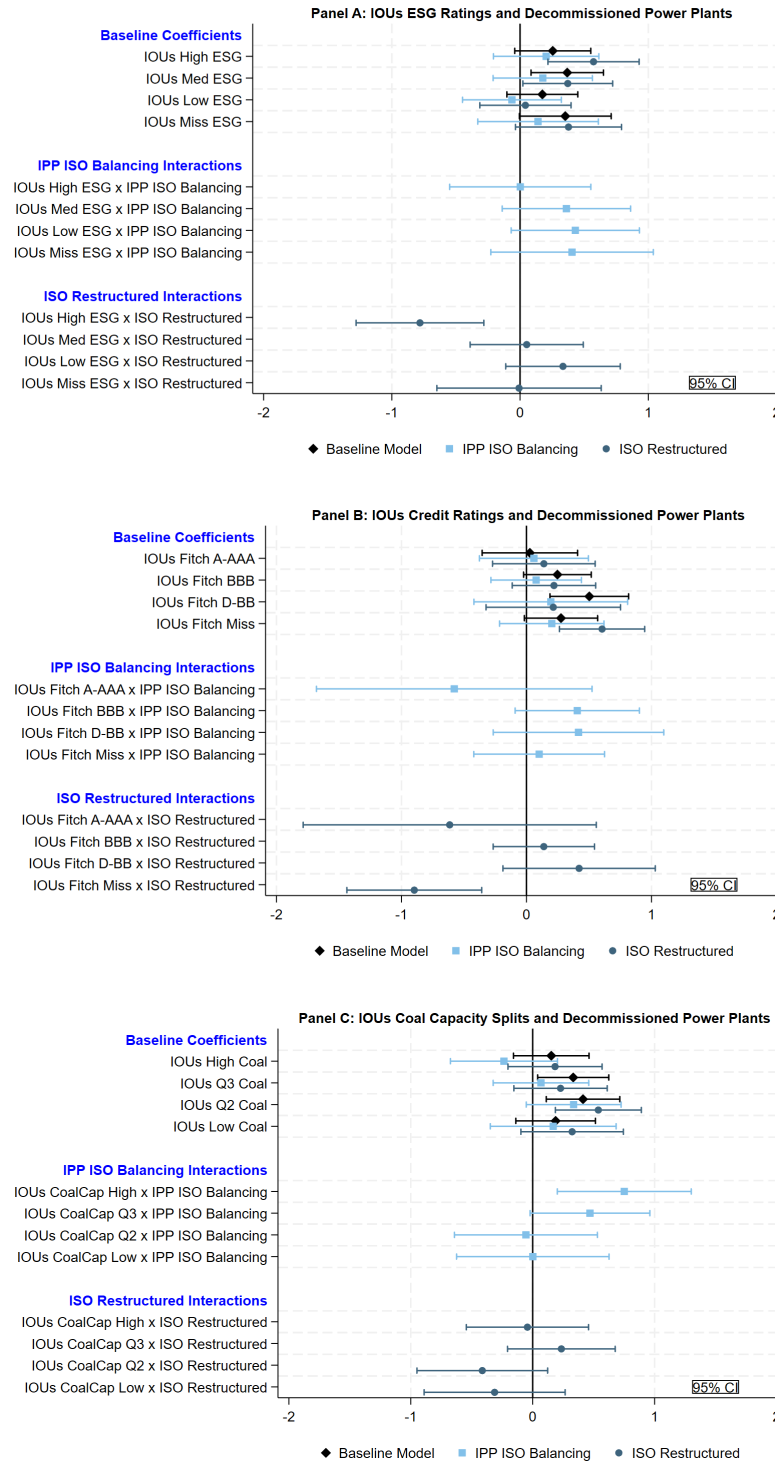 Panel A: IOUs ESG Ratings and Decommissioned Power Plants
Baseline Coefficients
IOUs High ESG
IOUs Med ESG
IOUs Low ESG
IOUs Miss ESG
IPP ISO Balancing Interactions
IOUs High ESG x IPP ISO Balancing
IOUs Med ESG x IPP ISO Balancing
IOUs Low ESG x IPP ISO Balancing
IOUs Miss ESG x IPP ISO Balancing
ISO Restructured Interactions
IOUs High ESG x ISO Restructured
IOUs Med ESG x ISO Restructured
IOUs Low ESG x ISO Restructured
IOUs Miss ESG x ISO Restructured
95% CI
-2 -1 0 1 2
Baseline Model IPP ISO Balancing ISO Restructured
Panel B: IOUs Credit Ratings and Decommissioned Power Plants
Baseline Coefficients
IOUs Fitch A-AAA
IOUs Fitch BBB
IOUs Fitch D-BB
IOUs Fitch Miss
IPP ISO Balancing Interactions
IOUs Fitch A-AAA x IPP ISO Balancing
IOUs Fitch BBB x IPP ISO Balancing
IOUs Fitch D-BB x IPP ISO Balancing
IOUs Fitch Miss x IPP ISO Balancing
ISO Restructured Interactions
IOUs Fitch A-AAA x ISO Restructured
IOUs Fitch BBB x ISO Restructured
IOUs Fitch D-BB x ISO Restructured
IOUs Fitch Miss x ISO Restructured
95% CI
-2 -1 0 1 2
Baseline Model IPP ISO Balancing ISO Restructured
Panel C: IOUs Coal Capacity Splits and Decommissioned Power Plants
Baseline Coefficients
IOUs High Coal
IOUs Q3 Coal
IOUs Q2 Coal
IOUs Low Coal
IPP ISO Balancing Interactions
IOUs CoalCap High x IPP ISO Balancing
IOUs CoalCap Q3 x IPP ISO Balancing
IOUs CoalCap Q2 x IPP ISO Balancing
IOUs CoalCap Low x IPP ISO Balancing
ISO Restructured Interactions
IOUs CoalCap High x ISO Restructured
IOUs CoalCap Q3 x ISO Restructured
IOUs CoalCap Q2 x ISO Restructured
IOUs CoalCap Low x ISO Restructured
95% CI
-2 -1 0 1 2
Baseline Model IPP ISO Balancing ISO Restructured